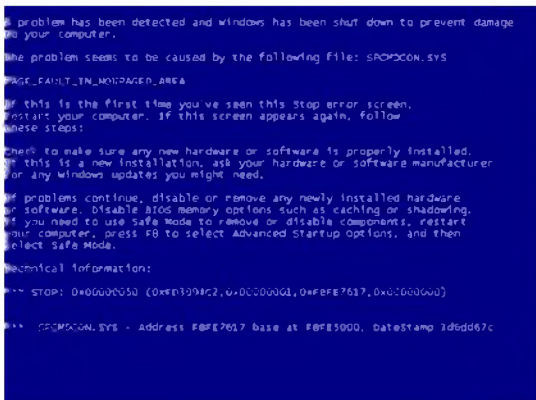 A problem has been detected and windows has been shut down to prevent damage
to your computer.
The problem seems to be caused by the following file: SPCMDCON.SYS
PAGE_FAULT_IN_NONPAGED_AREA
If this is the first time you've seen this Stop error screen,
restart your computer. If this screen appears again, follow
these steps:
Check to make sure any new hardware or software is properly installed.
If this is a new installation, ask your hardware or software manufacturer
for any windows updates you might need.
If problems continue, disable or remove any newly installed hardware
or software. Disable BIOS memory options such as caching or shadowing.
If you need to use Safe Mode to remove or disable components, restart
your computer, press F8 to select Advanced Startup Options, and then
select Safe Mode.
Technical information:
*** STOP: 0x00000050 (0xFD3094C2,0x00000001,0xFBFE7617,0x00000000)
*** SPCMDCON.SYS - Address FBFE7617 base at FBFE5000, DateStamp 3d6dd67c